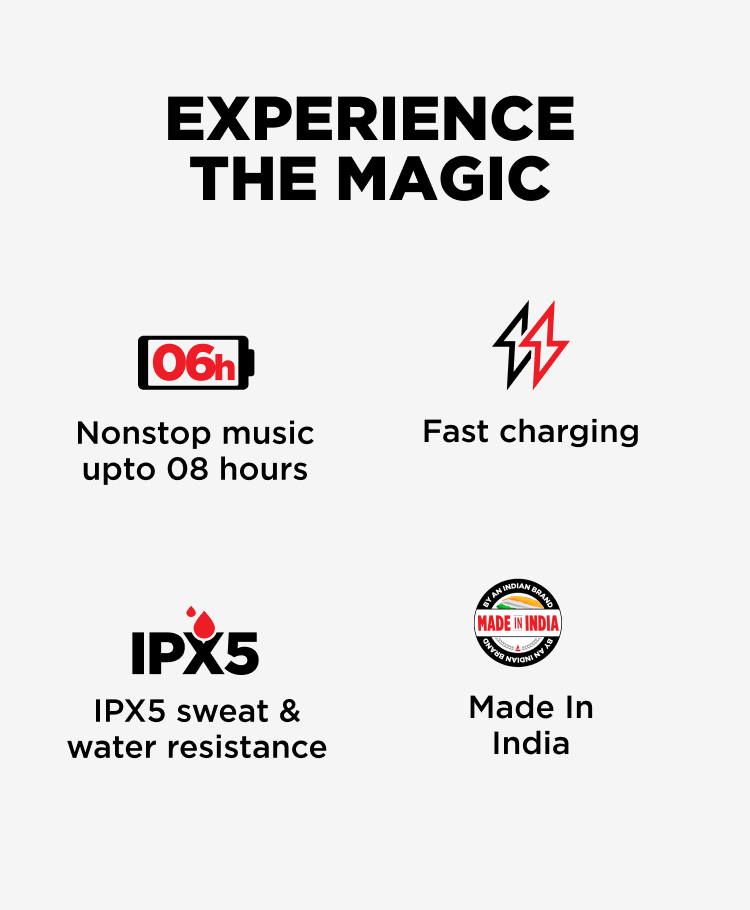 EXPERIENCE
THE MAGIC
06h
Nonstop music
upto 08 hours
Fast charging
IPX5
IPX5 sweat &
water resistance
BY AN INDIAN BRAND
MADE IN INDIA
BY AN INDIAN BRAND
Made In
India